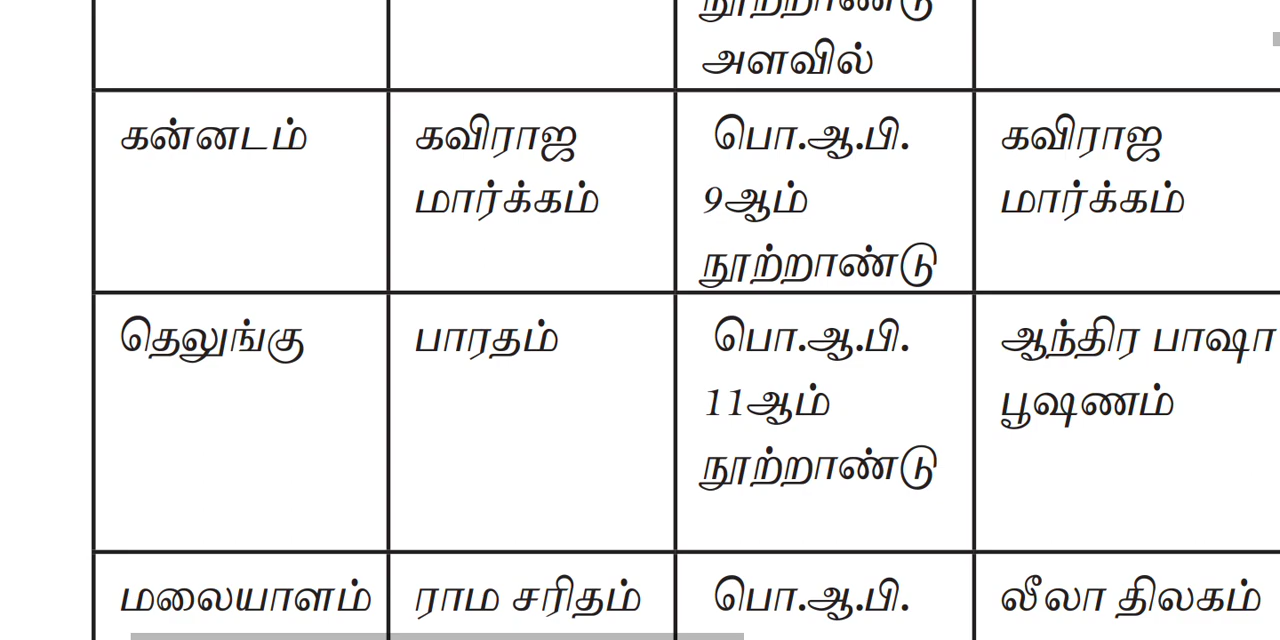 நூற்றாண்டு
அளவில்
கன்னடம்
கவிராஜ
மார்க்கம்
பொ.ஆ.பி.
9ஆம்
நூற்றாண்டு
கவிராஜ
மார்க்கம்
தெலுங்கு
பாரதம்
பொ.ஆ.பி.
11ஆம்
நூற்றாண்டு
ஆந்திர பாஷா
பூஷணம்
மலையாளம்
ராம சரிதம்
பொ.ஆ.பி.
லீலா திலகம்